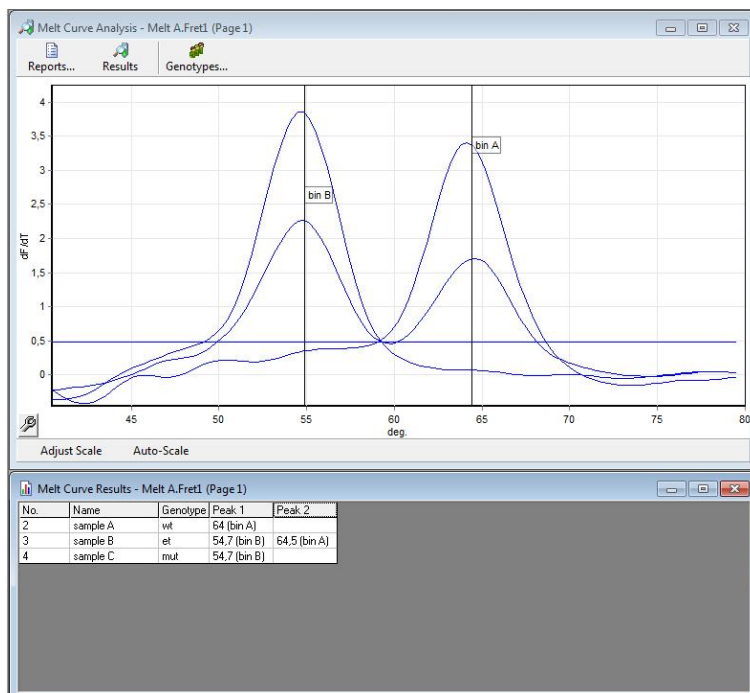 Melt Curve Analysis - Melt A.Fret1 (Page 1)
Reports... Results Genotypes...
4
3,5
3
2,5
2
1,5
1
0,5
0
dF/dT
bin A
bin B
45 50 55 60 65 70 75 80
deg.
Adjust Scale Auto-Scale
Melt Curve Results - Melt A.Fret1 (Page 1)
No. Name Genotype Peak 1 Peak 2
2 sample A wt 64 (bin A)
3 sample B et 54,7 (bin B) 64,5 (bin A)
4 sample C mut 54,7 (bin B)